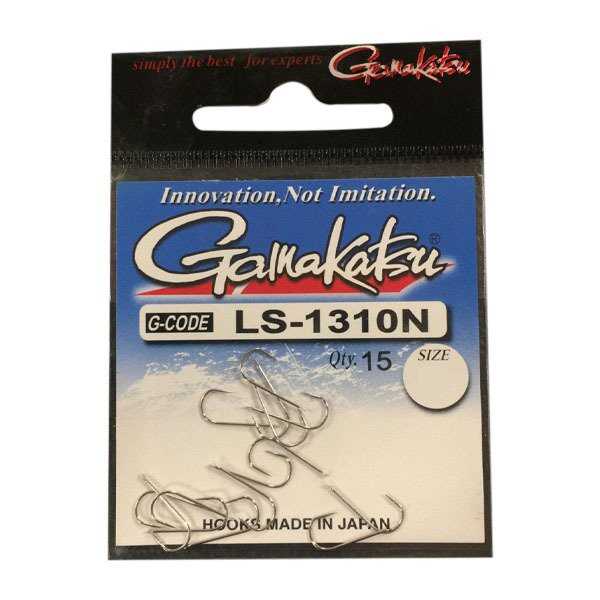 simply the best for experts
Gamakatsu
Innovation, Not Imitation.
Gamakatsu®
G-CODE LS-1310N
Qty. 15 SIZE
HOOKS MADE IN JAPAN